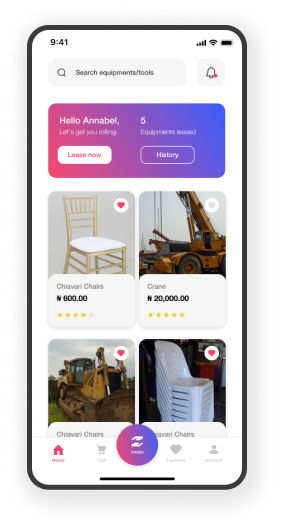 9:41
Search equipments/tools
Hello Annabel,
Let's get you rolling.
5
Equipments leased
Lease now
History
Chiavari Chairs
₦ 600.00
Crane
₦ 20,000.00
Chiavari Chairs
Chiavari Chairs
Home
Cart
Lease
Favorites
Account